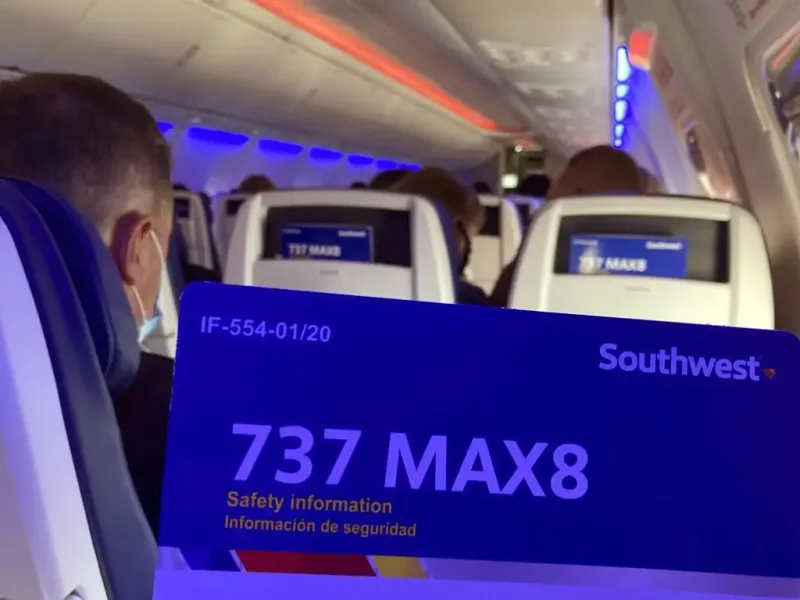 Southwest
737 MAX8
Southwest
737 MAX8
IF-554-01/20
Southwest
737 MAX8
Safety information
Información de seguridad